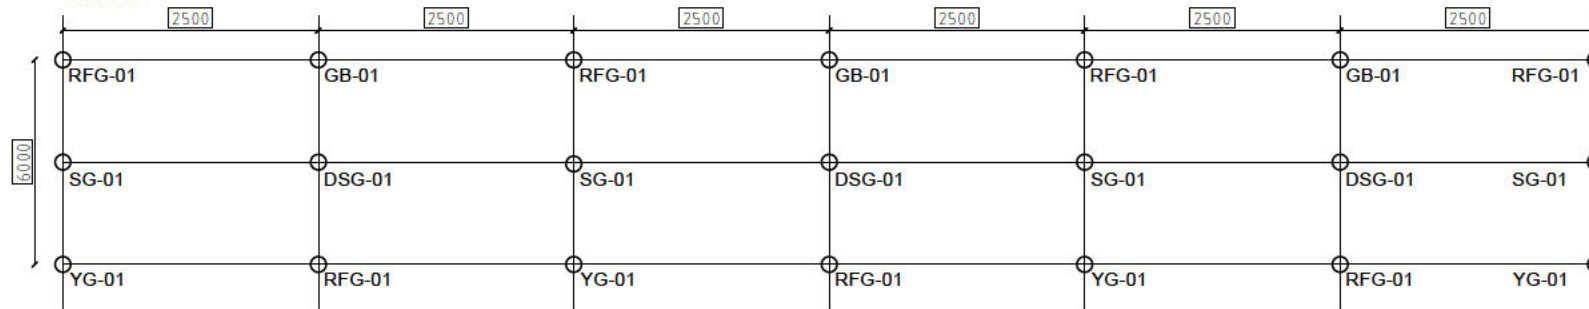 2500 2500 2500 2500 2500 2500
RFG-01 GB-01 RFG-01 GB-01 RFG-01 GB-01 RFG-01
6000
SG-01 DSG-01 SG-01 DSG-01 SG-01 DSG-01 SG-01
YG-01 RFG-01 YG-01 RFG-01 YG-01 RFG-01 YG-01